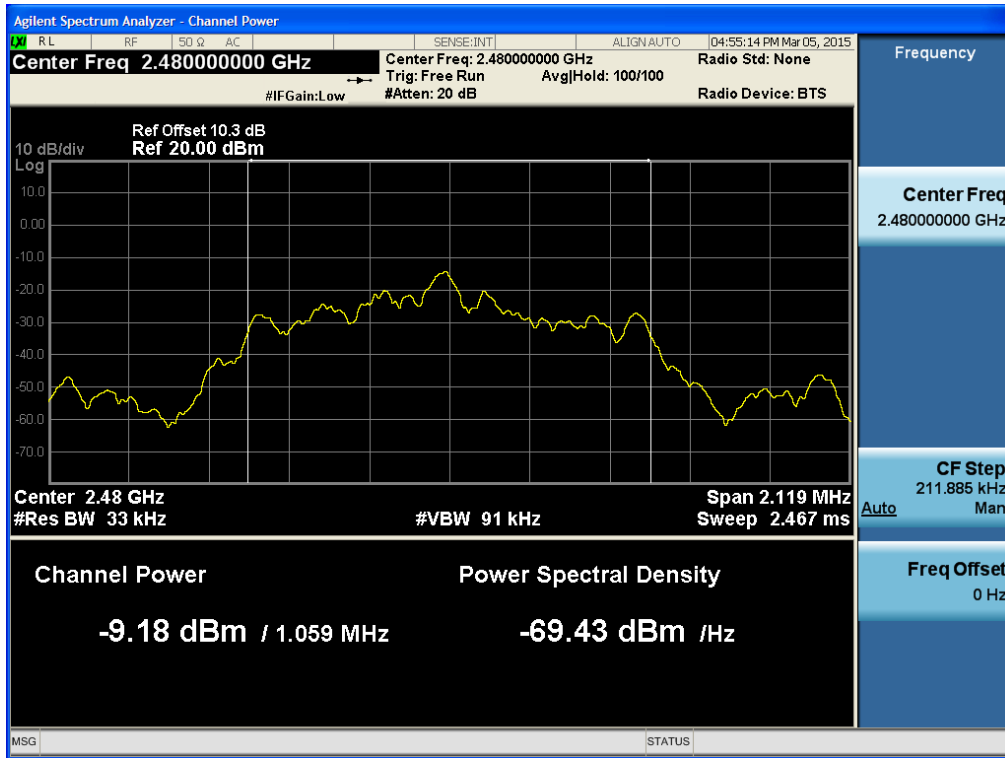 Agilent Spectrum Analyzer - Channel Power
LXI RL RF 50 Ω AC SENSE:INT ALIGN AUTO 04:55:14 PM Mar 05, 2015
Center Freq 2.480000000 GHz
Center Freq: 2.480000000 GHz Radio Std: None
Trig: Free Run Avg|Hold: 100/100
#IFGain:Low #Atten: 20 dB Radio Device: BTS
Ref Offset 10.3 dB
10 dB/div Ref 20.00 dBm
Log
10.0
0.00
-10.0
-20.0
-30.0
-40.0
-50.0
-60.0
-70.0
Center 2.48 GHz Span 2.119 MHz
#Res BW 33 kHz #VBW 91 kHz Sweep 2.467 ms
Channel Power Power Spectral Density
-9.18 dBm / 1.059 MHz -69.43 dBm /Hz
MSG STATUS
Frequency
Center Freq
2.480000000 GHz
CF Step
211.885 kHz
Auto Man
Freq Offset
0 Hz